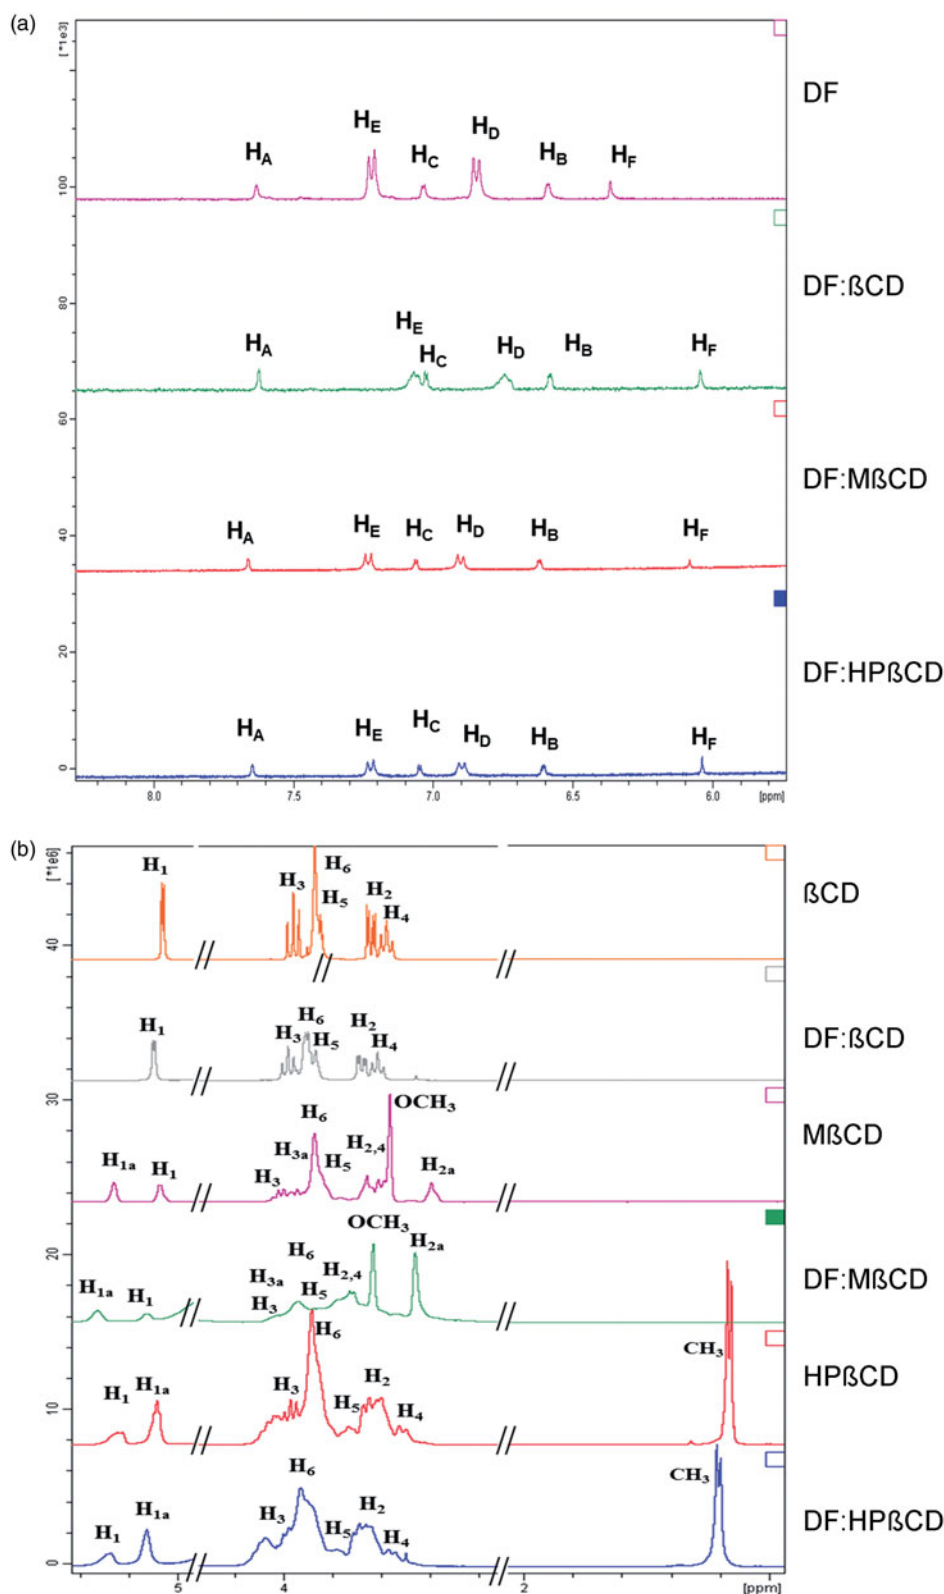 (a)
[*1e3]
DF
H_A H_E H_C H_D H_B H_F
100
DF:ßCD
H_A H_E H_C H_D H_B H_F
80
60
DF:MßCD
H_A H_E H_C H_D H_B H_F
40
20
DF:HPßCD
H_A H_E H_C H_D H_B H_F
0
8.0 7.5 7.0 6.5 6.0 [ppm]
(b)
[*1e6]
ßCD
H1 H3 H6 H5 H2 H4
40
DF:ßCD
H1 H3 H6 H5 H2 H4
30
MßCD
H1a H1 H3 H3a H6 H5 H2,4 OCH3 H2a
20
DF:MßCD
H1a H1 H3a H3 H6 H5 H2,4 OCH3 H2a
HPßCD
H1 H1a H3 H6 H5 H2 H4 CH3
10
DF:HPßCD
H1 H1a H3 H6 H5 H2 H4 CH3
0
5 4 2 [ppm]